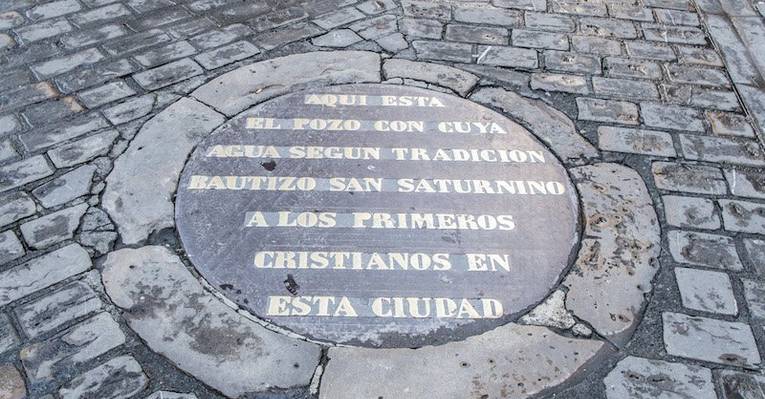 AQUI ESTA
EL POZO CON CUYA
AGUA SEGUN TRADICION
BAUTIZO SAN SATURNINO
A LOS PRIMEROS
CRISTIANOS EN
ESTA CIUDAD